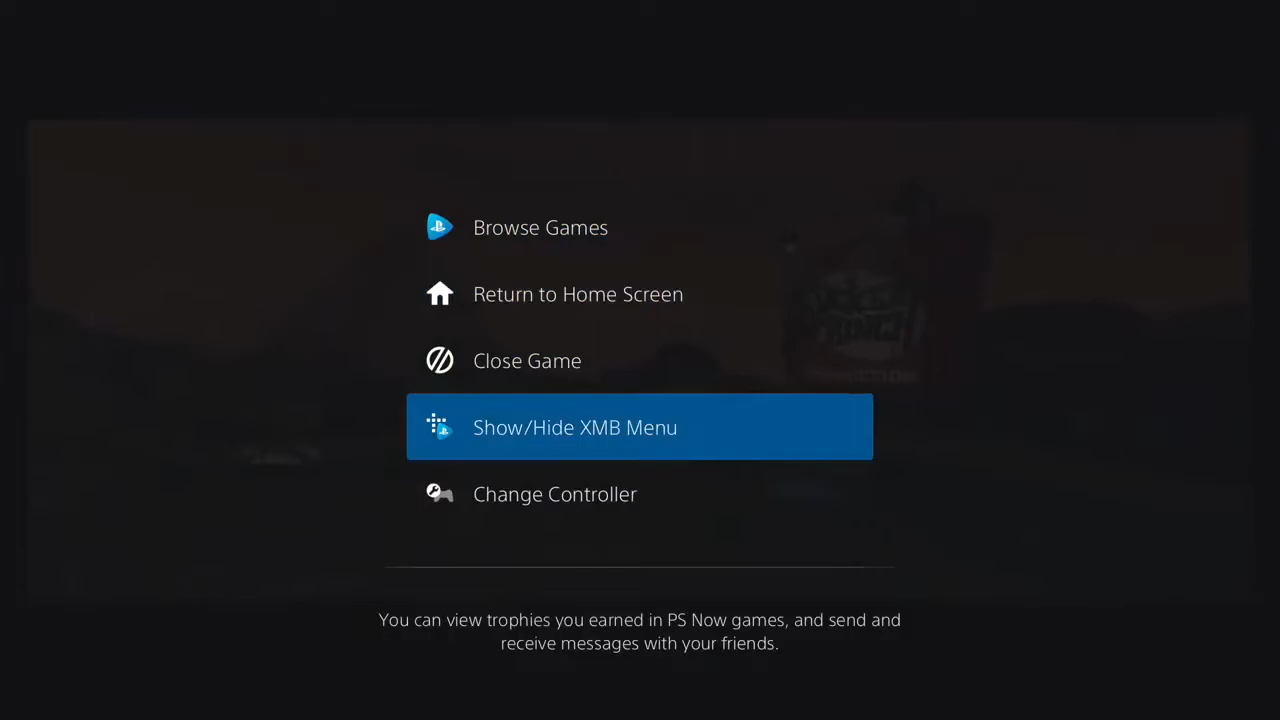 Browse Games
Return to Home Screen
Close Game
Show/Hide XMB Menu
Change Controller
You can view trophies you earned in PS Now games, and send and
receive messages with your friends.